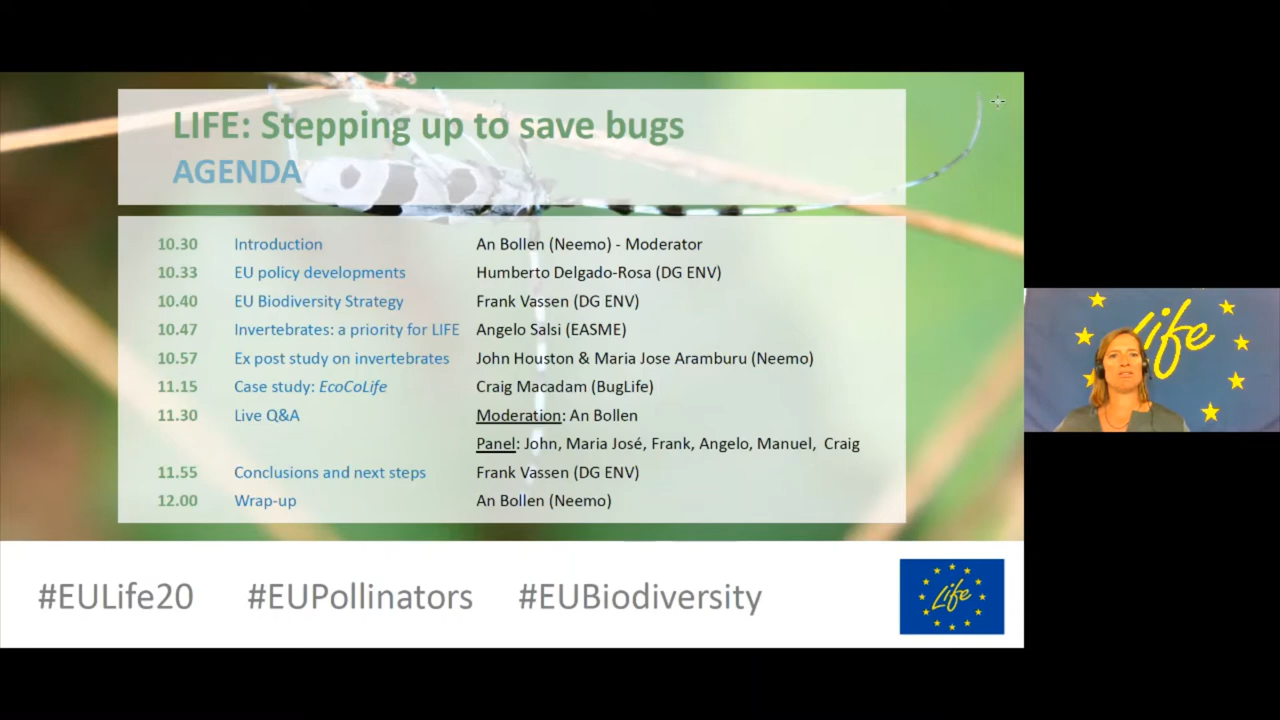 LIFE: Stepping up to save bugs
AGENDA
10.30 Introduction An Bollen (Neemo) - Moderator
10.33 EU policy developments Humberto Delgado-Rosa (DG ENV)
10.40 EU Biodiversity Strategy Frank Vassen (DG ENV)
10.47 Invertebrates: a priority for LIFE Angelo Salsi (EASME)
10.57 Ex post study on invertebrates John Houston & Maria Jose Aramburu (Neemo)
11.15 Case study: EcoCoLife Craig Macadam (BugLife)
11.30 Live Q&A Moderation: An Bollen
Panel: John, Maria José, Frank, Angelo, Manuel, Craig
11.55 Conclusions and next steps Frank Vassen (DG ENV)
12.00 Wrap-up An Bollen (Neemo)
life
#EULife20 #EUPollinators #EUBiodiversity
Life